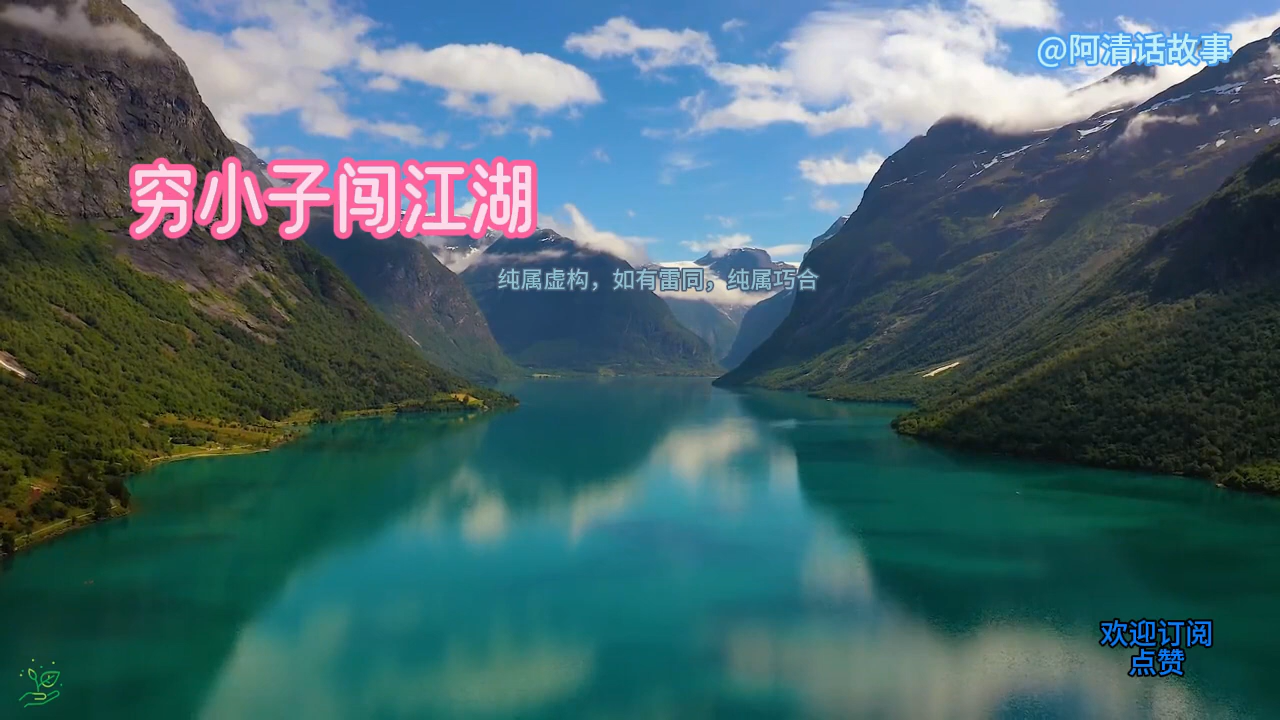 @阿清话故事
穷小子闯江湖
纯属虚构，如有雷同，纯属巧合
欢迎订阅
点赞